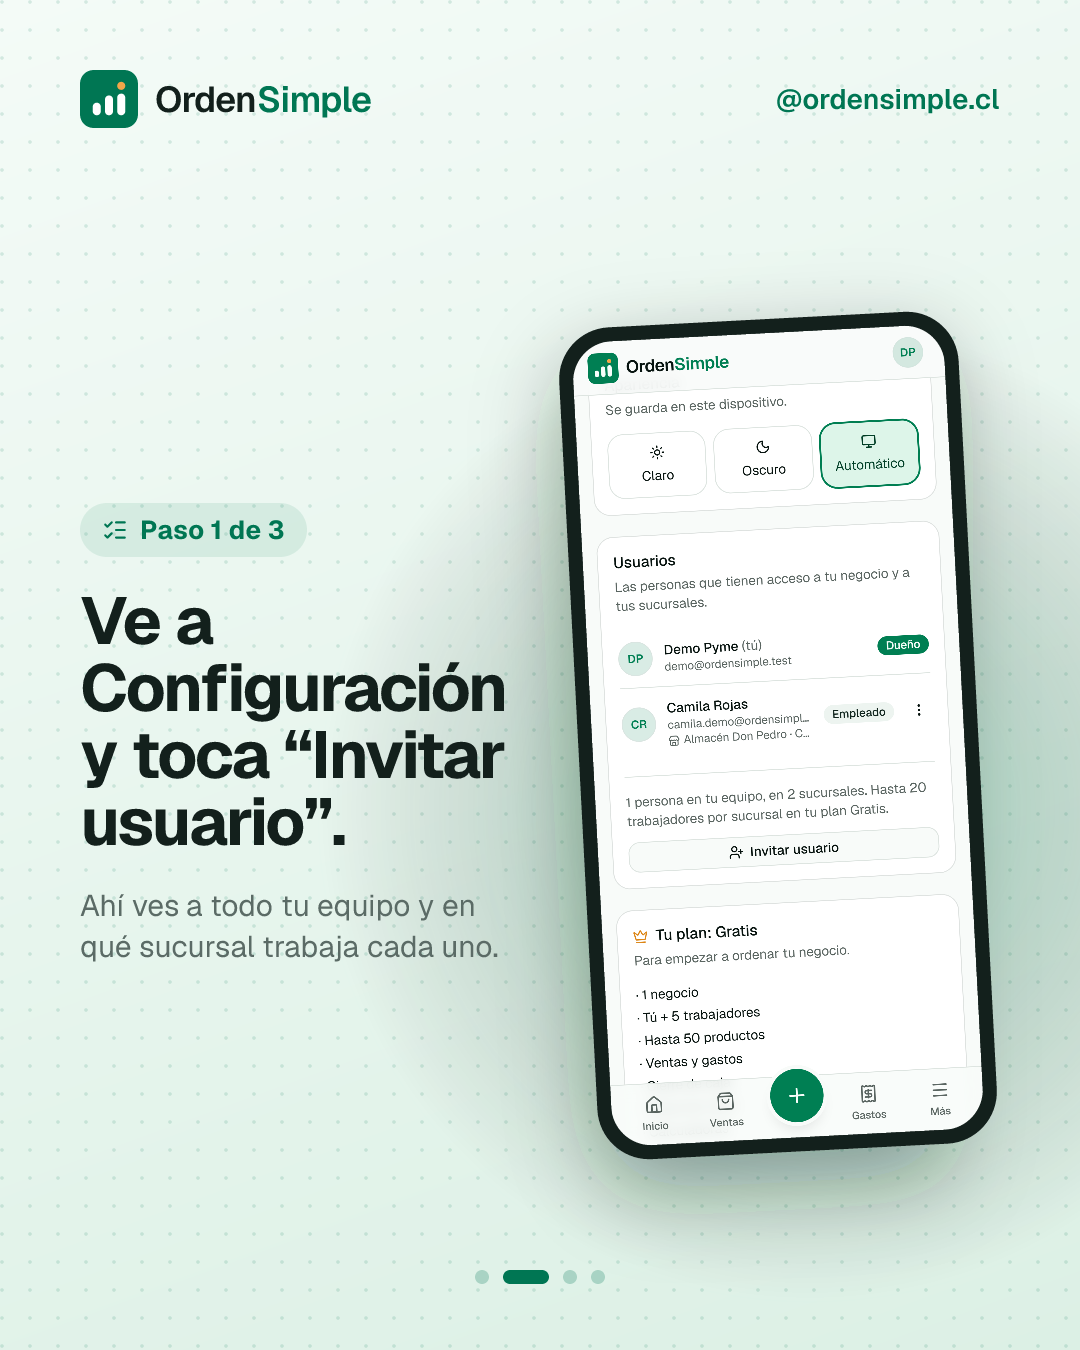 OrdenSimple
@ordensimple.cl
Paso 1 de 3
Ve a
Configuración
y toca “Invitar
usuario”.
Ahí ves a todo tu equipo y en
qué sucursal trabaja cada uno.
OrdenSimple
DP
Se guarda en este dispositivo.
Claro
Oscuro
Automático
Usuarios
Las personas que tienen acceso a tu negocio y a
tus sucursales.
DP
Demo Pyme (tú)
demo@ordensimple.test
Dueño
CR
Camila Rojas
camila.demo@ordensimpl...
Almacén Don Pedro · C...
Empleado
1 persona en tu equipo, en 2 sucursales. Hasta 20
trabajadores por sucursal en tu plan Gratis.
Invitar usuario
Tu plan: Gratis
Para empezar a ordenar tu negocio.
· 1 negocio
· Tú + 5 trabajadores
· Hasta 50 productos
· Ventas y gastos
Inicio
Ventas
Gastos
Más